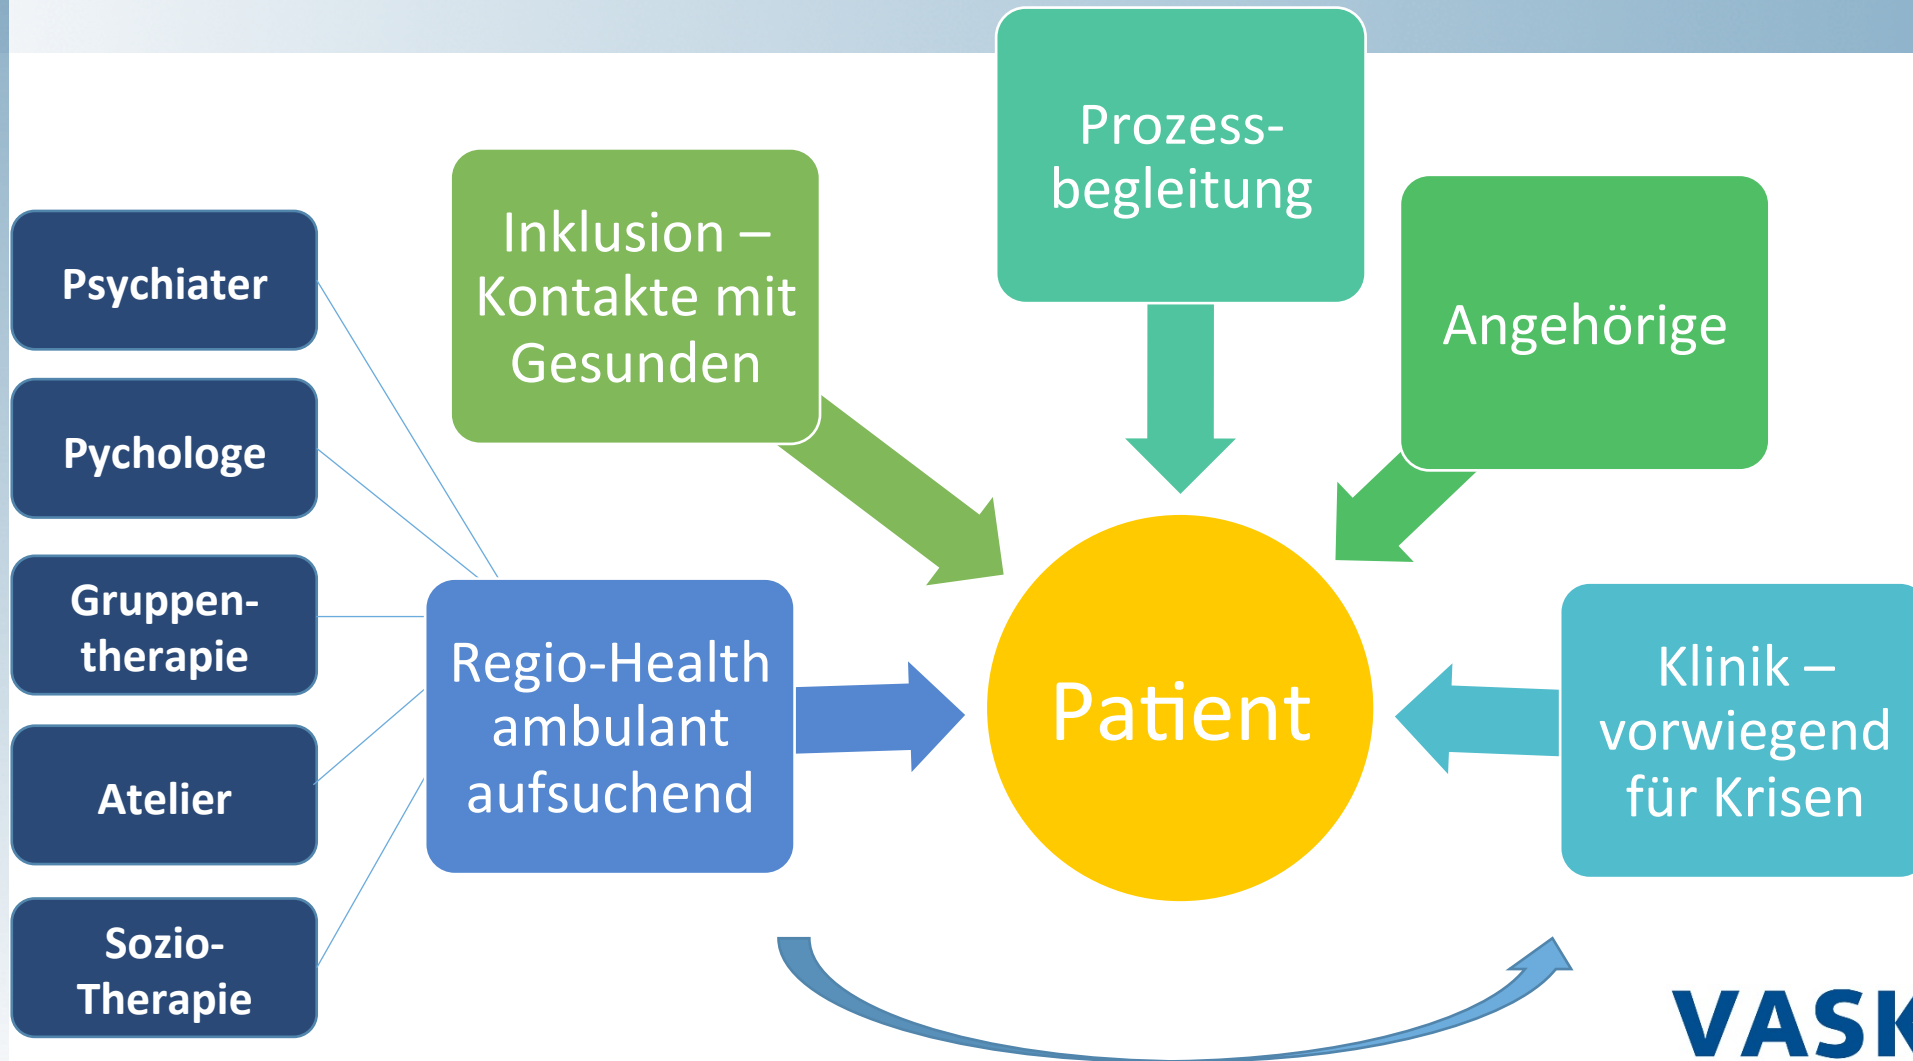 Prozess-
begleitung
Inklusion –
Kontakte mit
Gesunden
Angehörige
Psychiater
Pychologe
Gruppen-
therapie
Atelier
Sozio-
Therapie
Regio-Health
ambulant
aufsuchend
Patient
Klinik –
vorwiegend
für Krisen
VASK